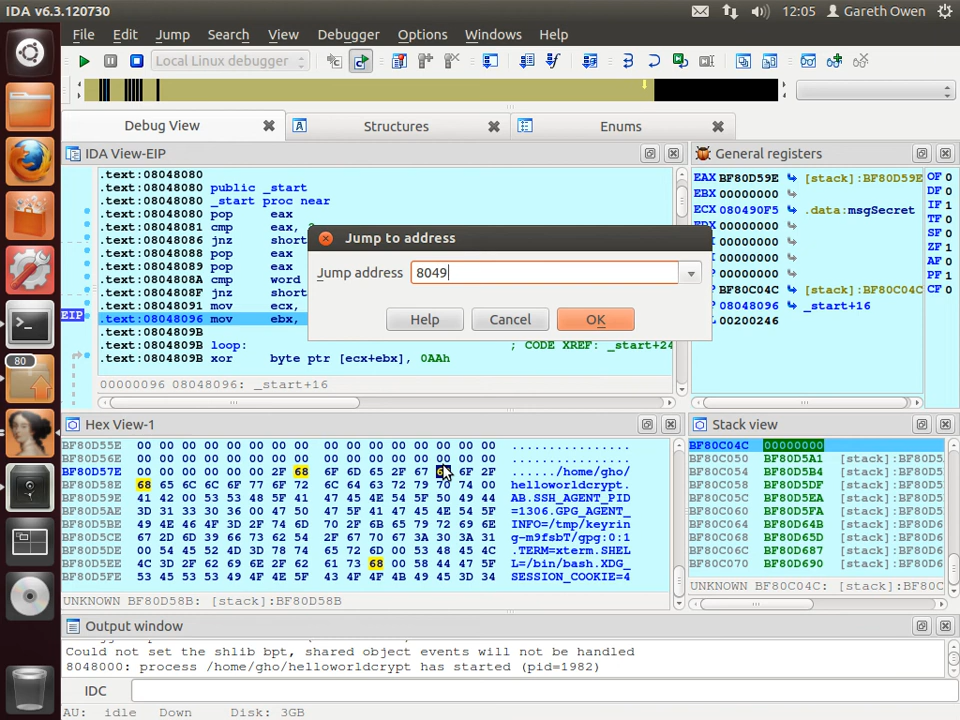 IDA v6.3.120730
12:05
Gareth Owen
File Edit Jump Search View Debugger Options Windows Help
Local Linux debugger
Debug View
Structures
Enums
IDA View-EIP
General registers
.text:08048080
.text:08048080 public _start
.text:08048080 _start proc near
.text:08048080 pop eax
.text:08048081 cmp eax,
.text:08048086 jnz short
.text:08048088 pop eax
.text:08048089 pop eax
.text:0804808A cmp word
.text:0804808F jnz short
.text:08048091 mov ecx,
.text:08048096 mov ebx,
.text:0804809B
.text:0804809B loop: ; CODE XREF: _start+24
.text:0804809B xor byte ptr [ecx+ebx], 0AAh
00000096 08048096: _start+16
EIP
EAX BF80D59E [stack]:BF80D59E
EBX 00000000
ECX 080490F5 .data:msgSecret
00000000
00000000
00000000
00000000
BF80C04C [stack]:BF80C04C
08048096 _start+16
00200246
OF 0
DF 0
IF 1
TF 0
SF 0
ZF 1
AF 0
PF 1
CF 0
Jump to address
Jump address 8049
Help Cancel OK
80
Hex View-1
BF80D55E 00 00 00 00 00 00 00 00 00 00 00 00 00 00 00 00 ................
BF80D56E 00 00 00 00 00 00 00 00 00 00 00 00 00 00 00 00 ................
BF80D57E 00 00 00 00 00 00 2F 68 6F 6D 65 2F 67 6F 2F ....../home/gho/
BF80D58E 68 65 6C 6C 6F 77 6F 72 6C 64 63 72 79 70 74 00 helloworldcrypt.
BF80D59E 41 42 00 53 53 48 5F 41 47 45 4E 54 5F 50 49 44 AB.SSH_AGENT_PID
BF80D5AE 3D 31 33 30 36 00 47 50 47 5F 41 47 45 4E 54 5F =1306.GPG_AGENT_
BF80D5BE 49 4E 46 4F 3D 2F 74 6D 70 2F 6B 65 79 72 69 6E INFO=/tmp/keyrin
BF80D5CE 67 2D 6D 39 66 73 62 54 2F 67 70 67 3A 30 3A 31 g-m9fsbT/gpg:0:1
BF80D5DE 00 54 45 52 4D 3D 78 74 65 72 6D 00 53 48 45 4C .TERM=xterm.SHEL
BF80D5EE 4C 3D 2F 62 69 6E 2F 62 61 73 68 00 58 44 47 5F L=/bin/bash.XDG_
BF80D5FE 53 45 53 53 49 4F 4E 5F 43 4F 4F 4B 49 45 3D 34 SESSION_COOKIE=4
UNKNOWN BF80D58B: [stack]:BF80D58B
Stack view
BF80C04C 00000000
BF80C050 BF80D5A1 [stack]:BF80D5
BF80C054 BF80D5B4 [stack]:BF80D5
BF80C058 BF80D5DF [stack]:BF80D5
BF80C05C BF80D5EA [stack]:BF80D5
BF80C060 BF80D5FA [stack]:BF80D5
BF80C064 BF80D64B [stack]:BF80D6
BF80C068 BF80D65D [stack]:BF80D6
BF80C06C BF80D687 [stack]:BF80D6
BF80C070 BF80D690 [stack]:BF80D6
UNKNOWN BF80C04C: [stack]:BF80C
Output window
Could not set the shlib bpt, shared object events will not be handled
8048000: process /home/gho/helloworldcrypt has started (pid=1982)
IDC
AU: idle Down Disk: 3GB